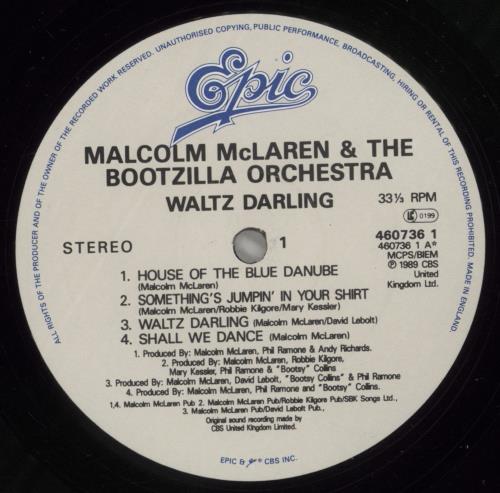 ALL RIGHTS OF THE PRODUCER AND OF THE OWNER OF THE RECORDED WORK RESERVED. UNAUTHORISED COPYING, PUBLIC PERFORMANCE, BROADCASTING, HIRING OR RENTAL OF THIS RECORDING PROHIBITED. MADE IN ENGLAND.
Epic
MALCOLM McLAREN & THE
BOOTZILLA ORCHESTRA
WALTZ DARLING
33⅓ RPM
LC 0199
STEREO
1
460736 1
460736 1 A*
MCPS/BIEM
℗ 1989 CBS
United
Kingdom Ltd.
1. HOUSE OF THE BLUE DANUBE
(Malcolm McLaren)
2. SOMETHING'S JUMPIN' IN YOUR SHIRT
(Malcolm McLaren/Robbie Kilgore/Mary Kessler)
3. WALTZ DARLING (Malcolm McLaren/David Lebolt)
4. SHALL WE DANCE (Malcolm McLaren)
1. Produced By: Malcolm McLaren, Phil Ramone & Andy Richards.
2. Produced By: Malcolm McLaren, Robbie Kilgore,
Mary Kessler, Phil Ramone & "Bootsy" Collins
3. Produced By: Malcolm McLaren, David Lebolt, "Bootsy" Collins & Phil Ramone
4. Produced By: Malcolm McLaren, Phil Ramone and "Bootsy" Collins.
1,4. Malcolm McLaren Pub 2. Malcolm McLaren Pub/Robbie Kilgore Pub/SBK Songs Ltd.,
3. Malcolm McLaren Pub/David Lebolt Pub.,
Original sound recording made by
CBS United Kingdom Limited.
EPIC & CBS INC.